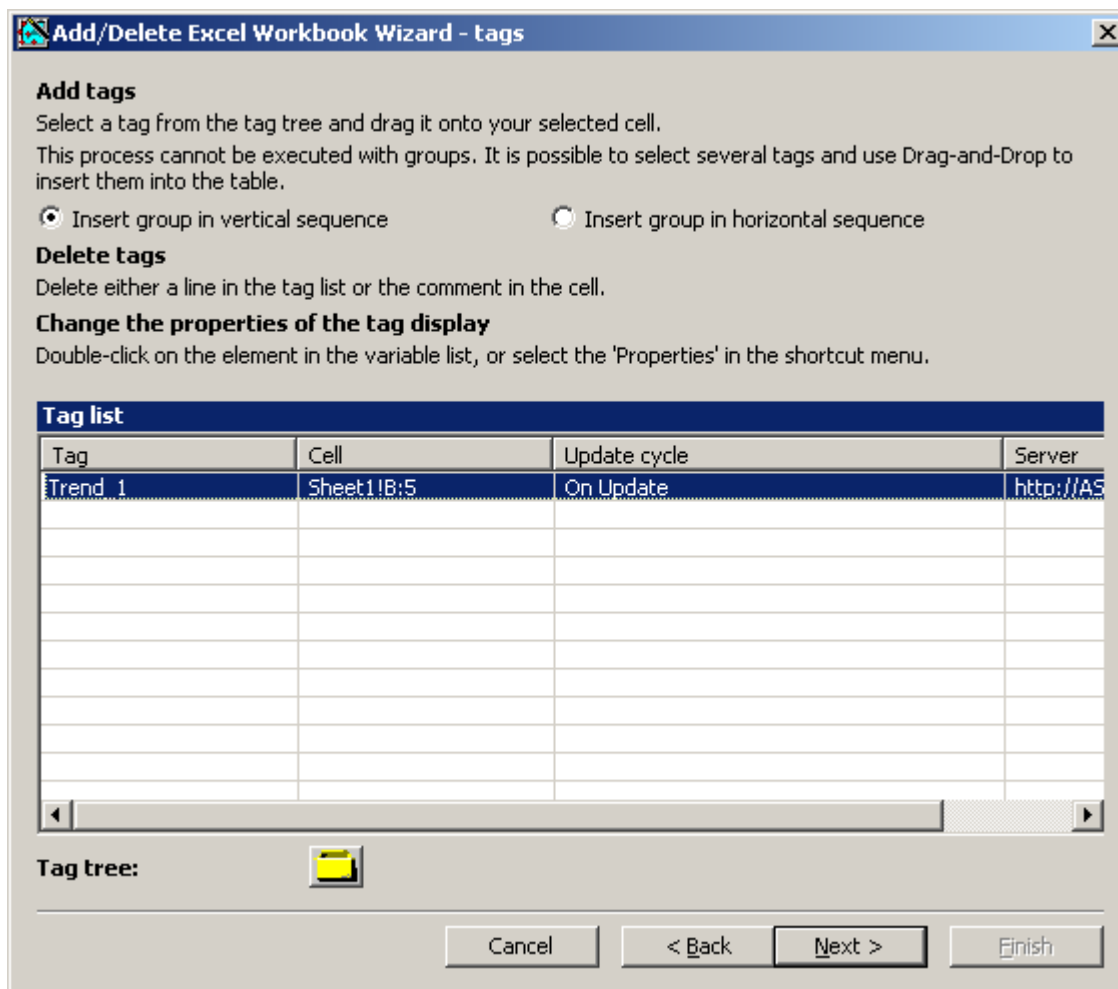 Add/Delete Excel Workbook Wizard - tags
Add tags
Select a tag from the tag tree and drag it onto your selected cell.
This process cannot be executed with groups. It is possible to select several tags and use Drag-and-Drop to
insert them into the table.
Insert group in vertical sequence Insert group in horizontal sequence
Delete tags
Delete either a line in the tag list or the comment in the cell.
Change the properties of the tag display
Double-click on the element in the variable list, or select the 'Properties' in the shortcut menu.
Tag list
Tag Cell Update cycle Server
Trend_1 Sheet1!B:5 On Update http://AS
Tag tree:
Cancel < Back Next > Finish